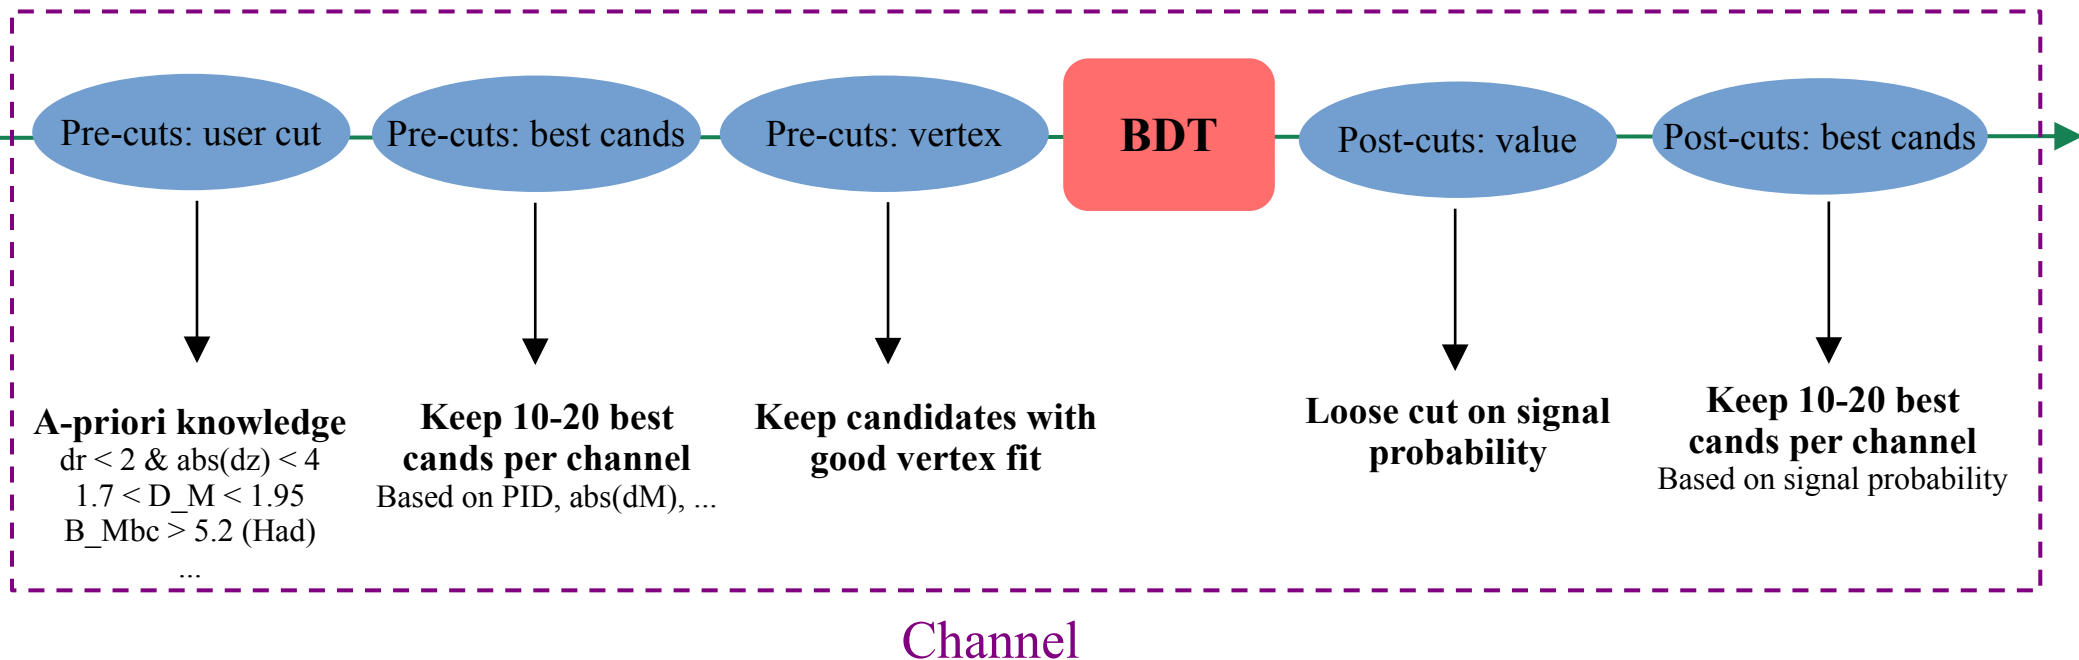 Pre-cuts: user cut
Pre-cuts: best cands
Pre-cuts: vertex
BDT
Post-cuts: value
Post-cuts: best cands
A-priori knowledge
dr < 2 & abs(dz) < 4
1.7 < D_M < 1.95
B_Mbc > 5.2 (Had)
...
Keep 10-20 best
cands per channel
Based on PID, abs(dM), ...
Keep candidates with
good vertex fit
Loose cut on signal
probability
Keep 10-20 best
cands per channel
Based on signal probability
Channel